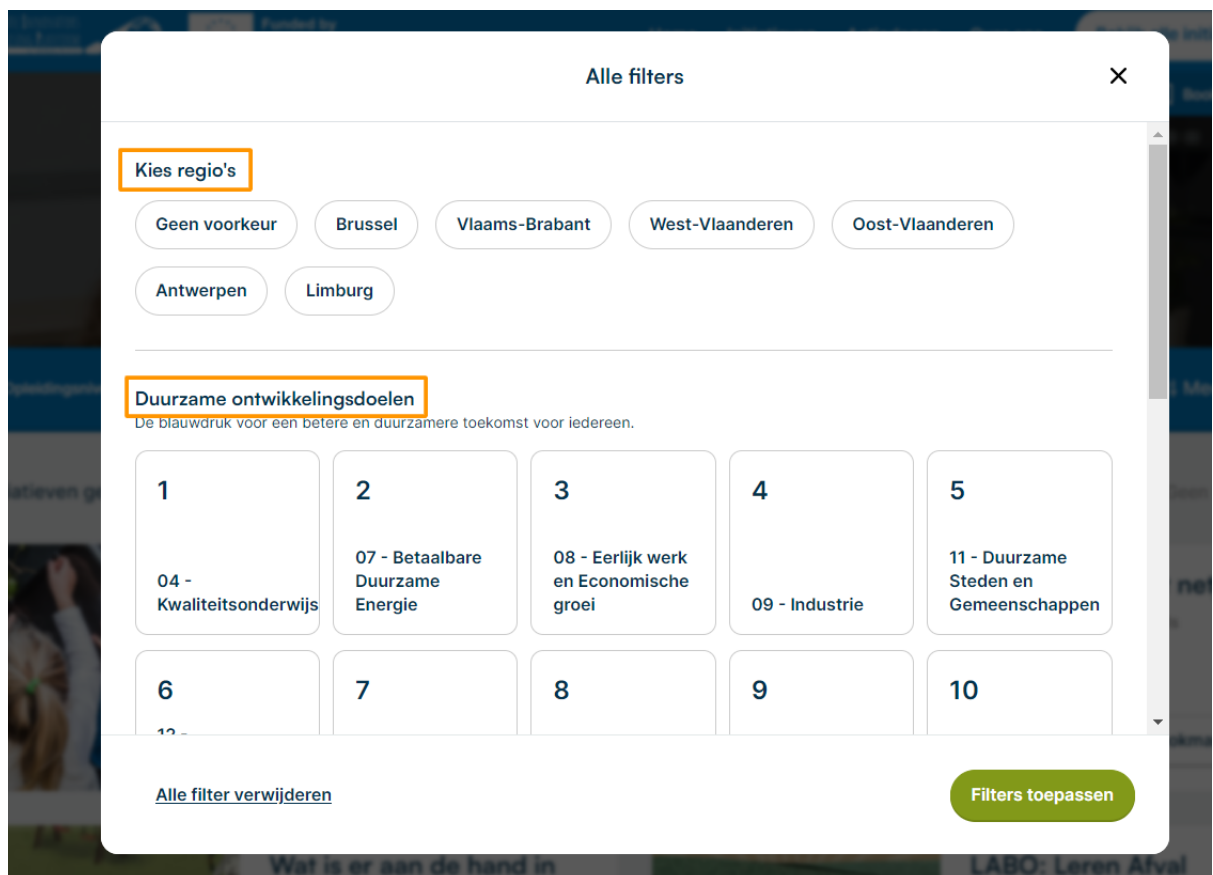 Funded by
Alle filters
Kies regio's
Geen voorkeur
Brussel
Vlaams-Brabant
West-Vlaanderen
Oost-Vlaanderen
Antwerpen
Limburg
Duurzame ontwikkelingsdoelen
De blauwdruk voor een betere en duurzamere toekomst voor iedereen.
1
04 -
Kwaliteitsonderwijs
2
07 - Betaalbare
Duurzame
Energie
3
08 - Eerlijk werk
en Economische
groei
4
09 - Industrie
5
11 - Duurzame
Steden en
Gemeenschappen
6
12 -
7
8
9
10
Alle filter verwijderen
Filters toepassen
Wat is er aan de hand in
LABO: Leren Afval